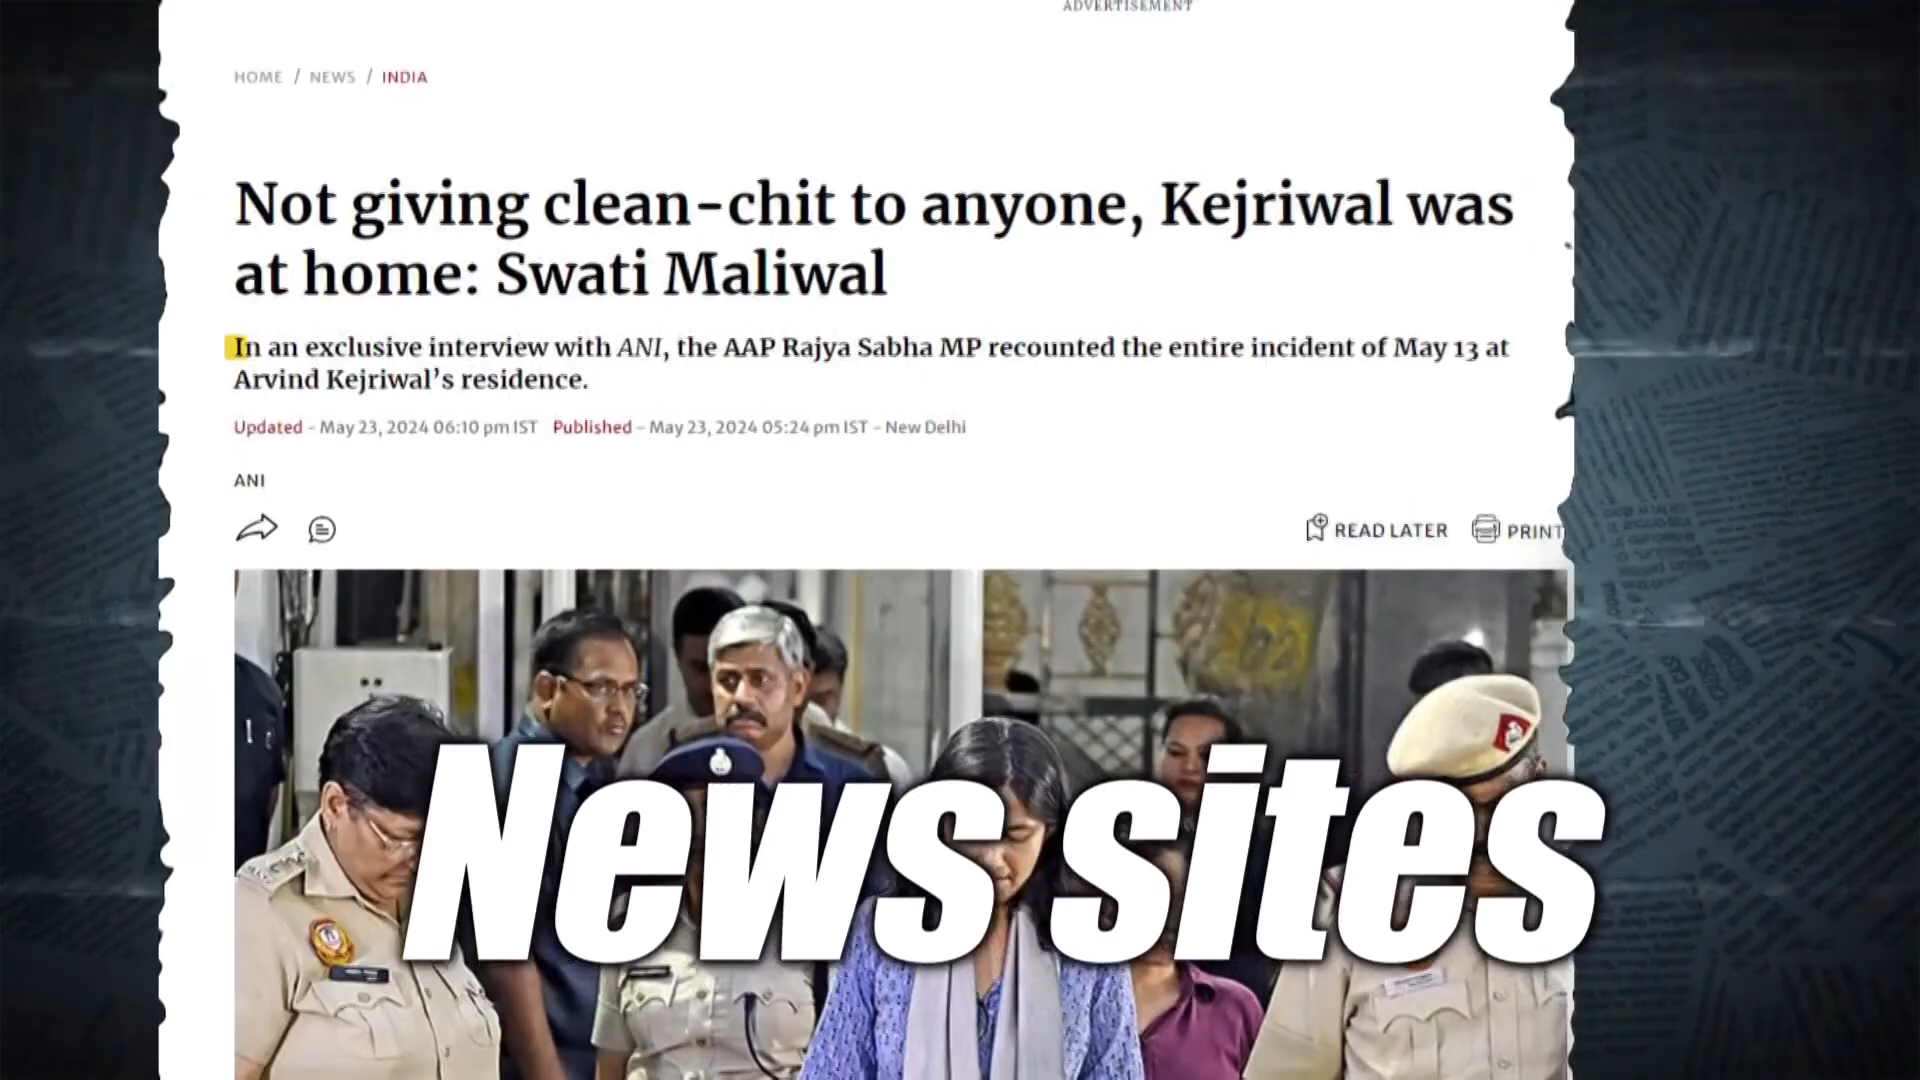 ADVERTISEMENT
HOME / NEWS / INDIA
Not giving clean-chit to anyone, Kejriwal was
at home: Swati Maliwal
In an exclusive interview with ANI, the AAP Rajya Sabha MP recounted the entire incident of May 13 at
Arvind Kejriwal’s residence.
Updated - May 23, 2024 06:10 pm IST Published - May 23, 2024 05:24 pm IST - New Delhi
ANI
READ LATER PRINT
News sites